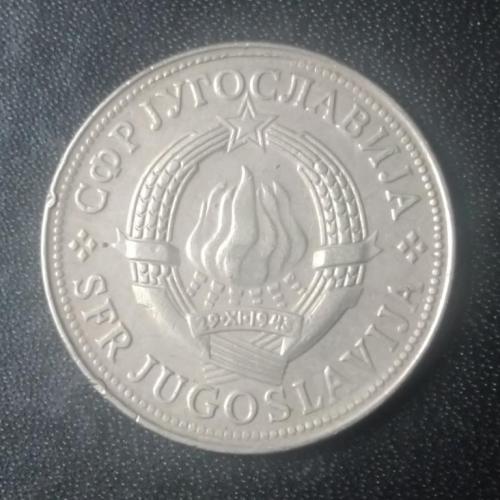 СФР ЈУГОСЛАВИЈА
29·XI·1943
SFR JUGOSLAVIJA